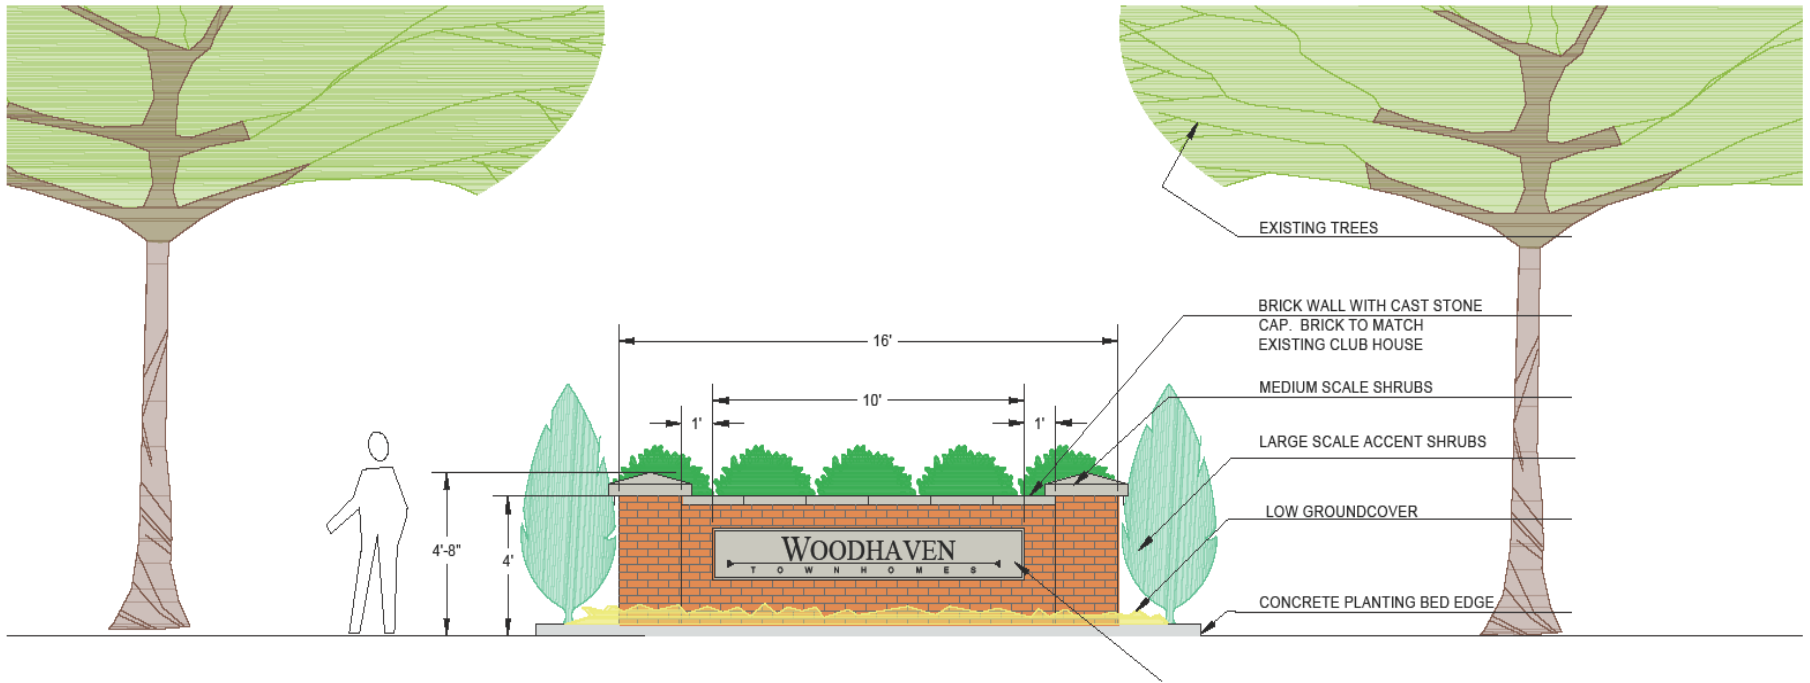 EXISTING TREES
BRICK WALL WITH CAST STONE
CAP. BRICK TO MATCH
EXISTING CLUB HOUSE
16'
MEDIUM SCALE SHRUBS
10'
1'
1'
LARGE SCALE ACCENT SHRUBS
LOW GROUNDCOVER
4'-8"
4'
WOODHAVEN
TOWNHOMES
CONCRETE PLANTING BED EDGE